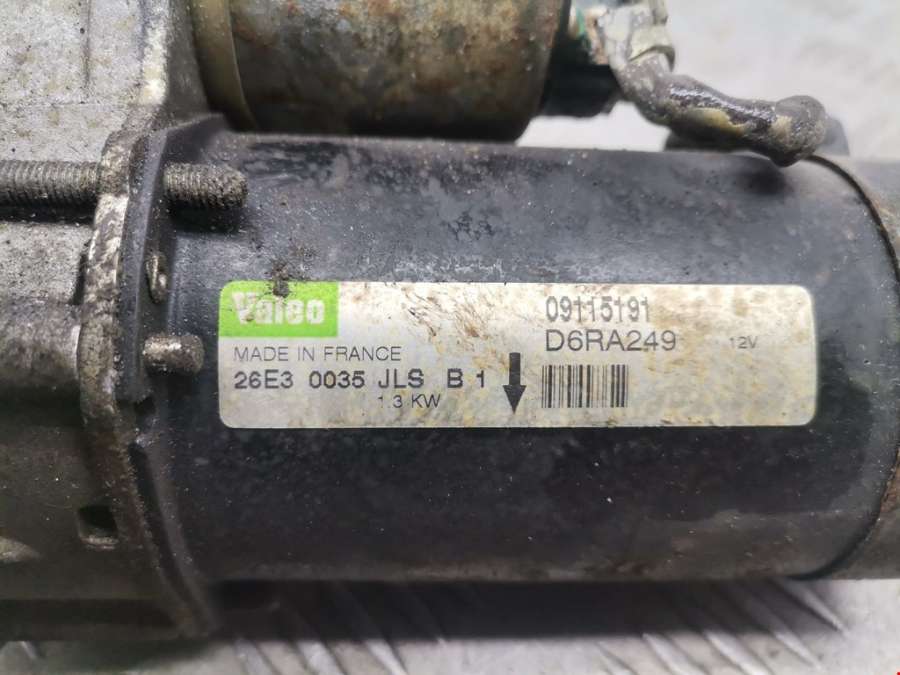 Valeo
09115191
D6RA249
12V
MADE IN FRANCE
26E3 0035 JLS B 1
1.3 KW